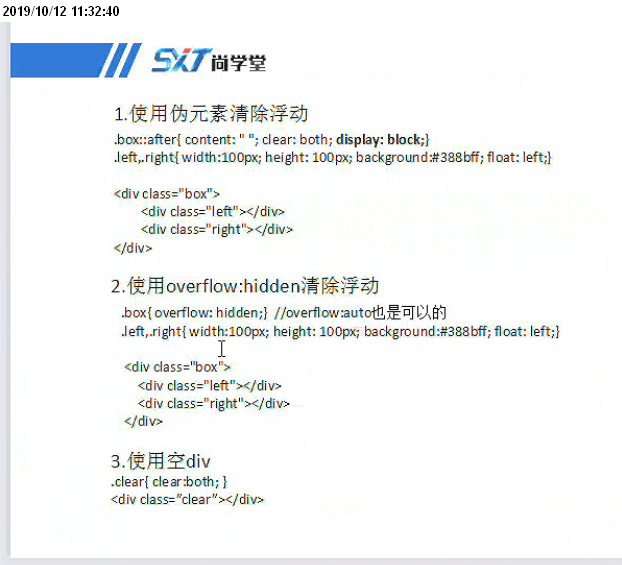 2019/10/12 11:32:40
SXT尚学堂
1.使用伪元素清除浮动
.box::after{ content: " "; clear: both; display: block;}
.left,.right{ width:100px; height: 100px; background:#388bff; float: left;}
<div class="box">
<div class="left"></div>
<div class="right"></div>
</div>
2.使用overflow:hidden清除浮动
.box{ overflow: hidden;} //overflow:auto也是可以的
.left,.right{ width:100px; height: 100px; background:#388bff; float: left;}
<div class="box">
<div class="left"></div>
<div class="right"></div>
</div>
3.使用空div
.clear{ clear:both; }
<div class="clear"></div>